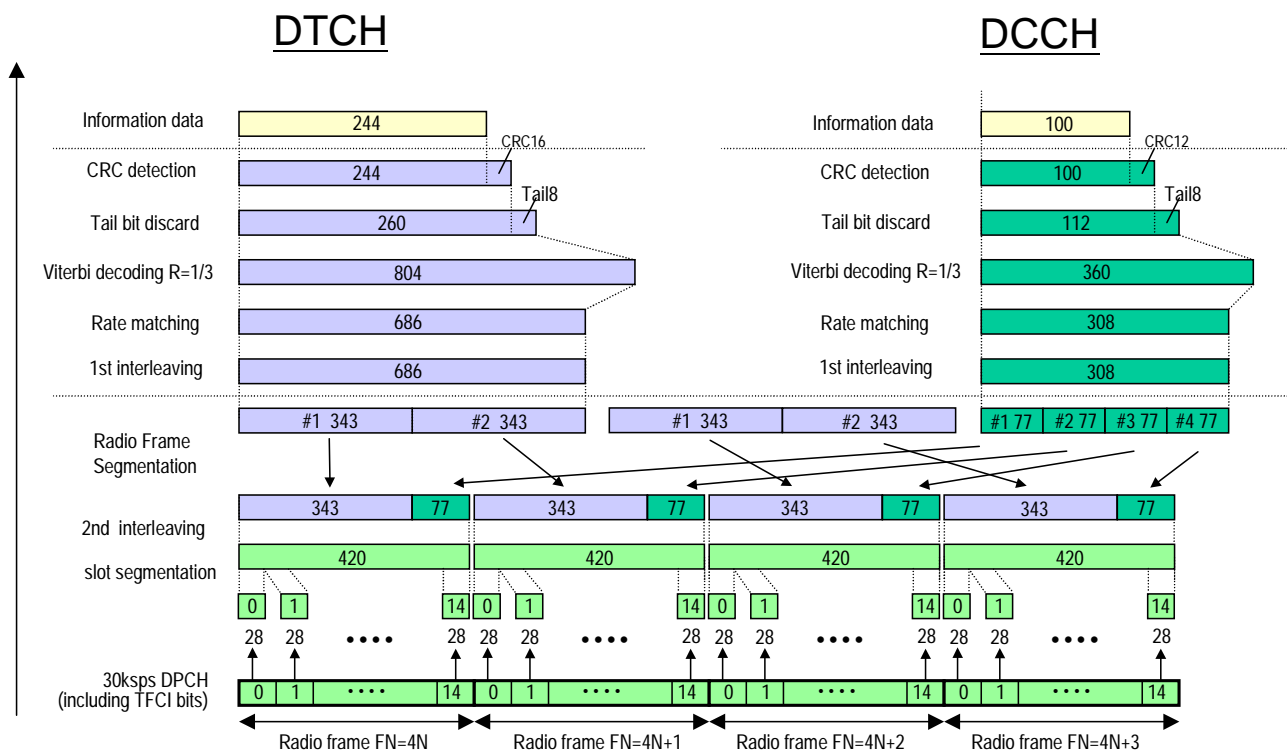 DTCH DCCH
Information data 244 Information data 100
CRC16 CRC12
CRC detection 244 CRC detection 100
Tail8 Tail8
Tail bit discard 260 Tail bit discard 112
Viterbi decoding R=1/3 804 Viterbi decoding R=1/3 360
Rate matching 686 Rate matching 308
1st interleaving 686 1st interleaving 308
#1 343 #2 343 #1 343 #2 343 #1 77 #2 77 #3 77 #4 77
Radio Frame
Segmentation
343 77 343 77 343 77 343 77
2nd interleaving
420 420 420 420
slot segmentation
0 1 14 0 1 14 0 1 14 0 1 14
28 28 •••• 28 28 28 •••• 28 28 28 •••• 28 28 28 •••• 28
30ksps DPCH
(including TFCI bits)
0 1 •••• 14 0 1 •••• 14 0 1 •••• 14 0 1 •••• 14
Radio frame FN=4N Radio frame FN=4N+1 Radio frame FN=4N+2 Radio frame FN=4N+3